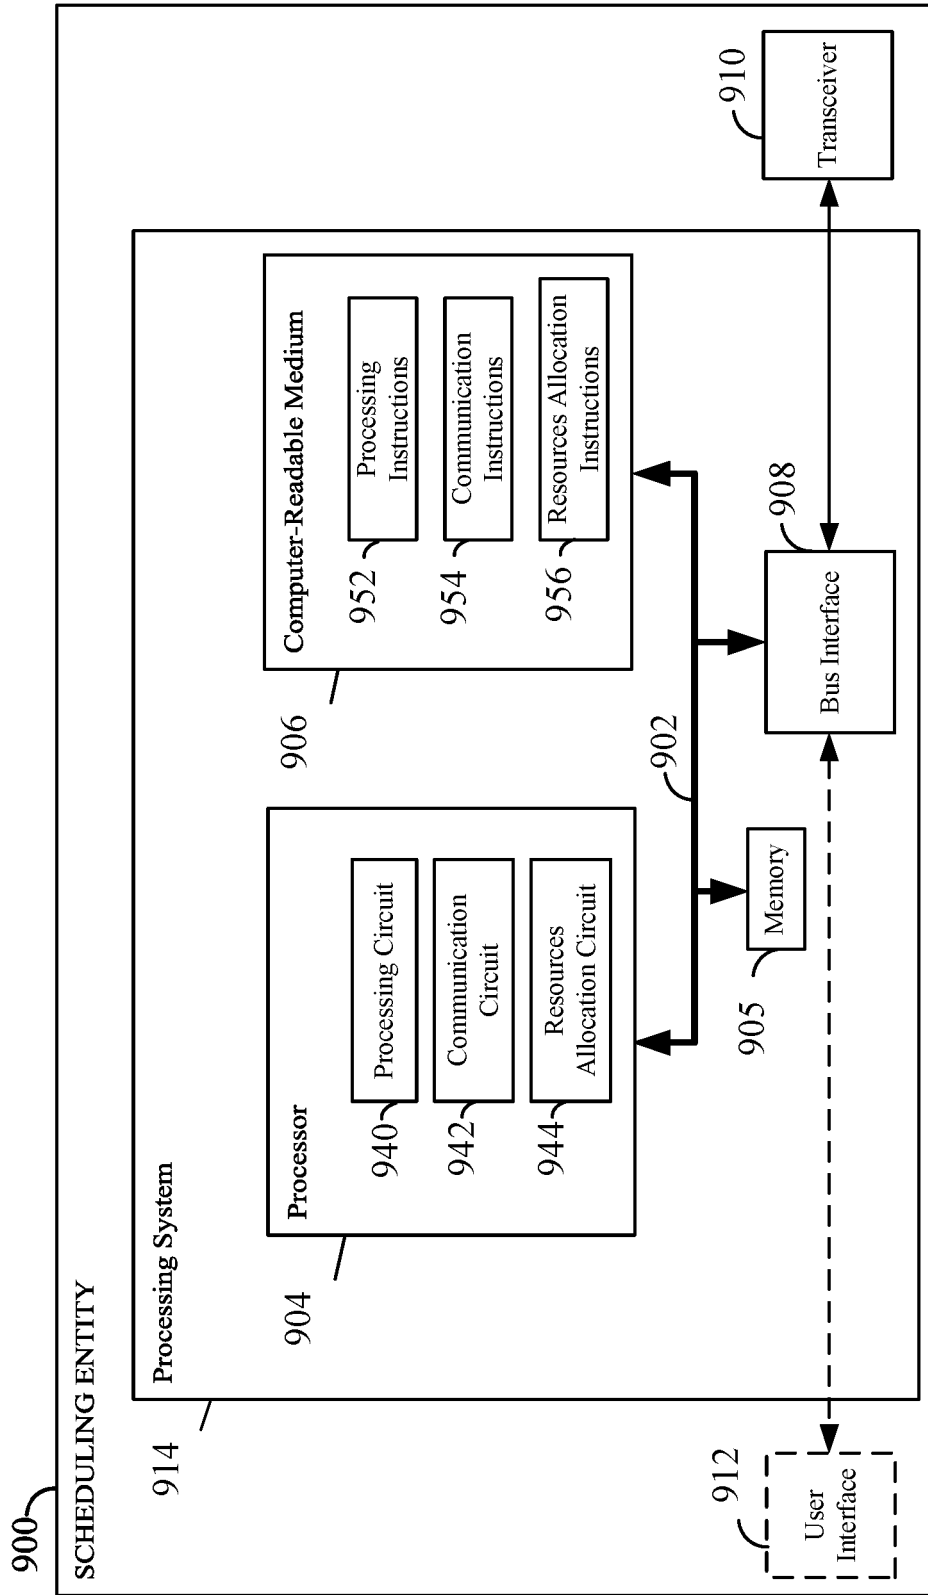 900
SCHEDULING ENTITY
914
Processing System
904
Processor
940
Processing Circuit
942
Communication
Circuit
944
Resources
Allocation Circuit
906
Computer-Readable Medium
952
Processing
Instructions
954
Communication
Instructions
956
Resources Allocation
Instructions
902
905
Memory
908
Bus Interface
912
User
Interface
910
Transceiver